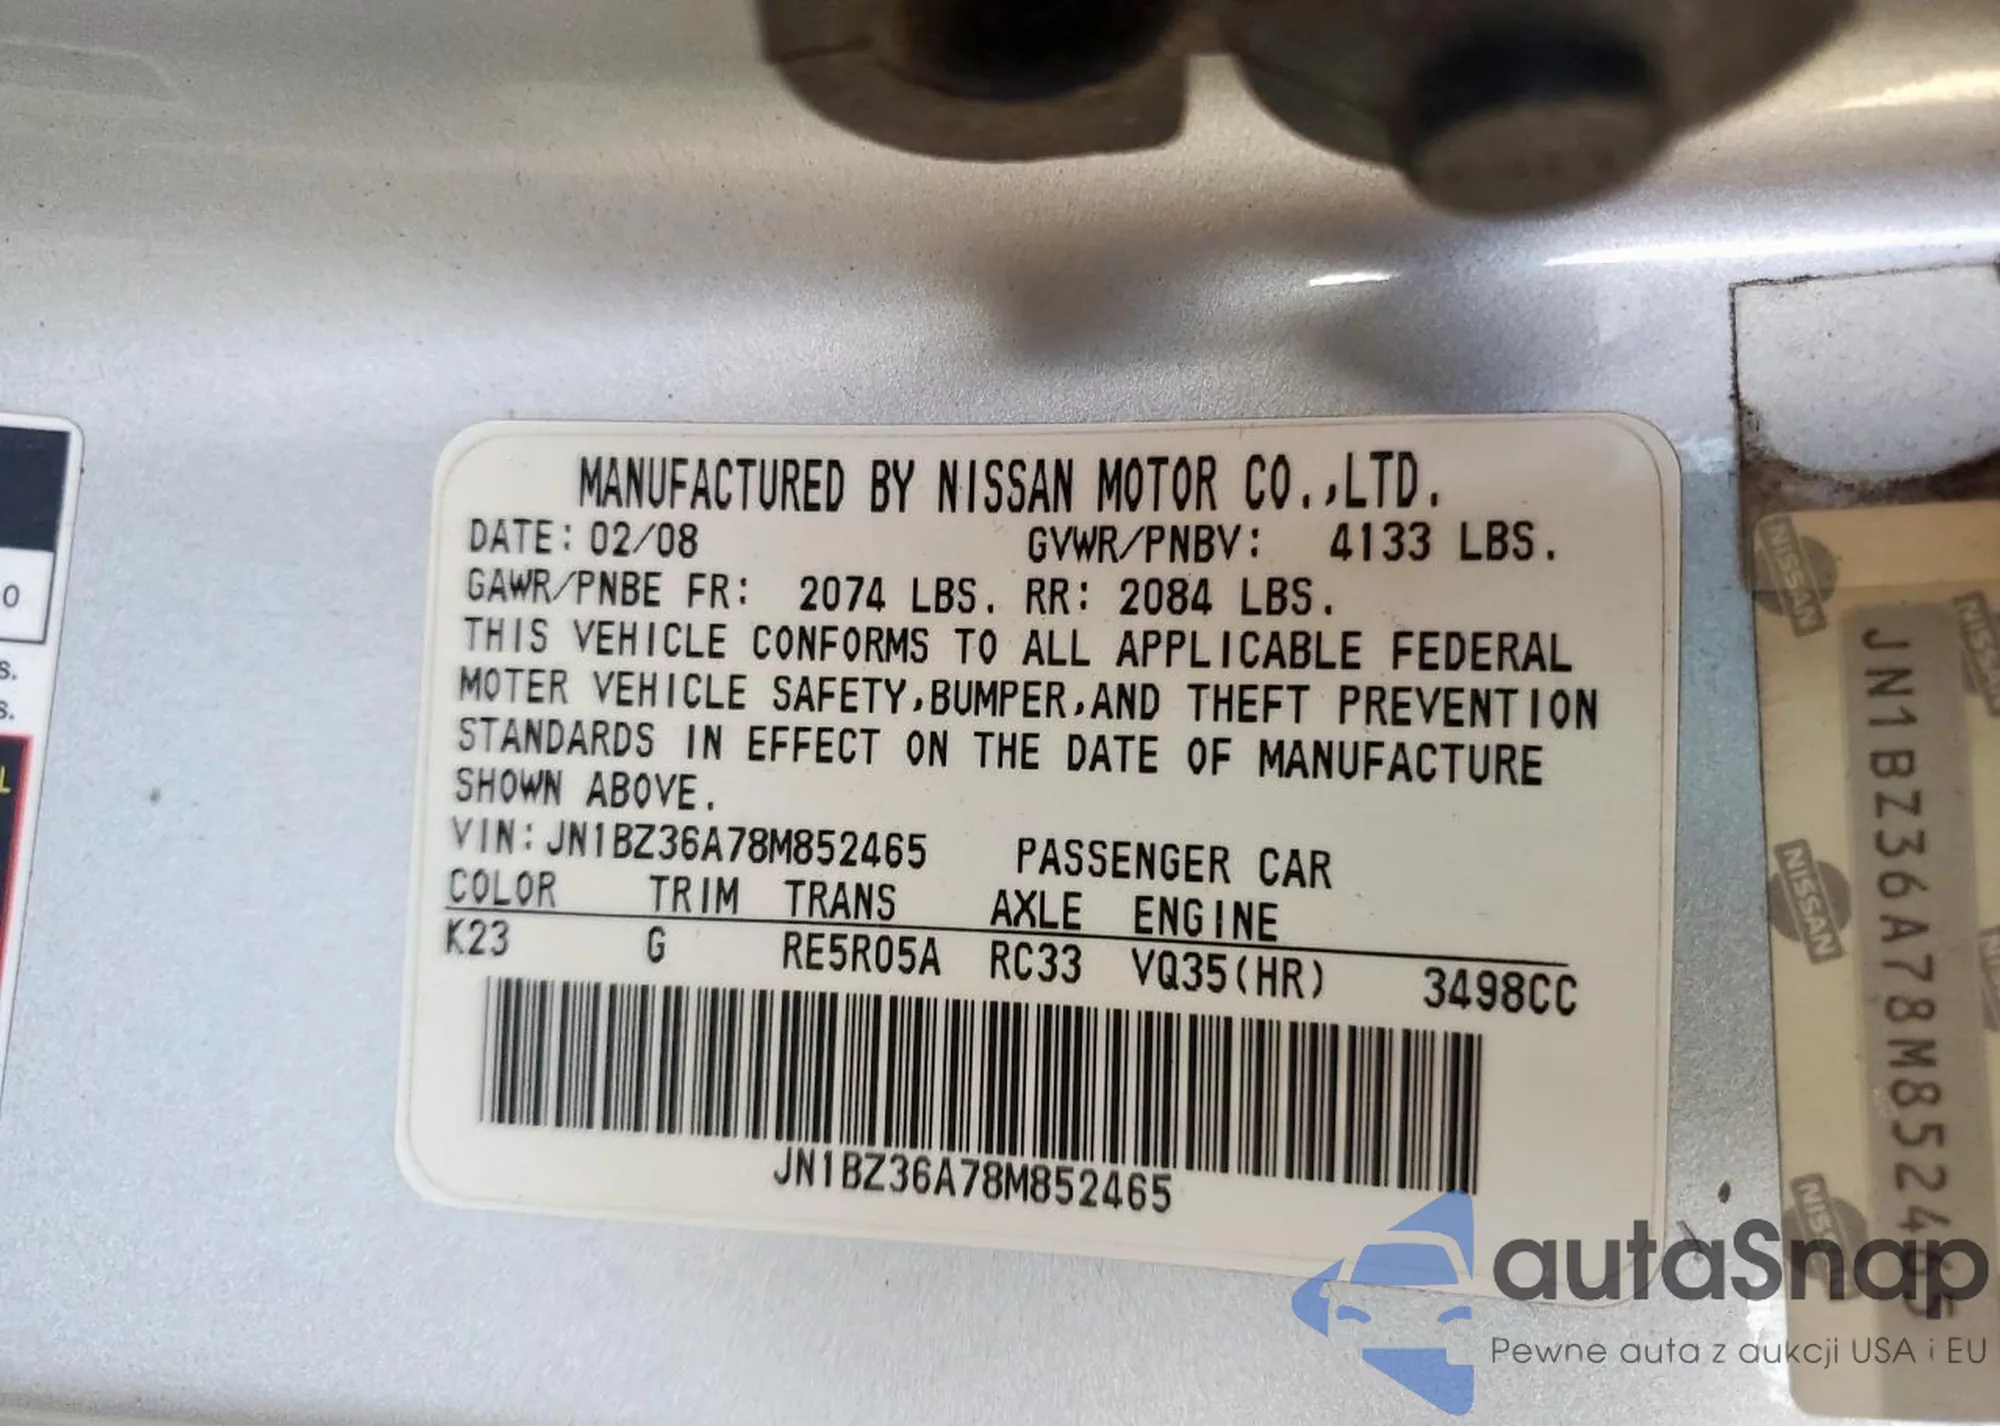 MANUFACTURED BY NISSAN MOTOR CO.,LTD.
DATE: 02/08 GVWR/PNBV: 4133 LBS.
GAWR/PNBE FR: 2074 LBS. RR: 2084 LBS.
THIS VEHICLE CONFORMS TO ALL APPLICABLE FEDERAL
MOTER VEHICLE SAFETY,BUMPER,AND THEFT PREVENTION
STANDARDS IN EFFECT ON THE DATE OF MANUFACTURE
SHOWN ABOVE.
VIN:JN1BZ36A78M852465 PASSENGER CAR
COLOR TRIM TRANS AXLE ENGINE
K23 G RE5R05A RC33 VQ35(HR) 3498CC
JN1BZ36A78M852465
JN1BZ36A78M852465
NISSAN
NISSAN
NISSAN
autaSnap
Pewne auta z aukcji USA i EU